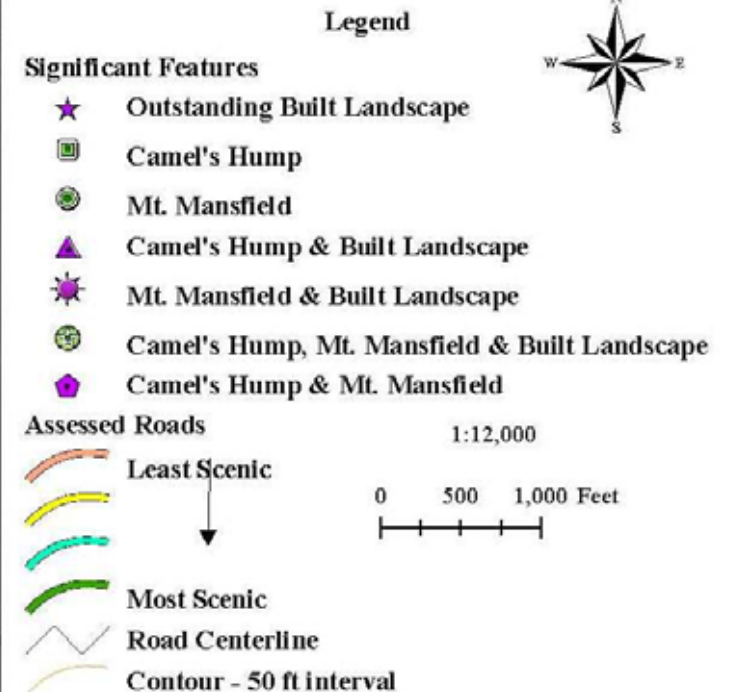 Legend
W
E
S
Significant Features
Outstanding Built Landscape
Camel's Hump
Mt. Mansfield
Camel's Hump & Built Landscape
Mt. Mansfield & Built Landscape
Camel's Hump, Mt. Mansfield & Built Landscape
Camel's Hump & Mt. Mansfield
Assessed Roads
1:12,000
Least Scenic
0 500 1,000 Feet
Most Scenic
Road Centerline
Contour - 50 ft interval